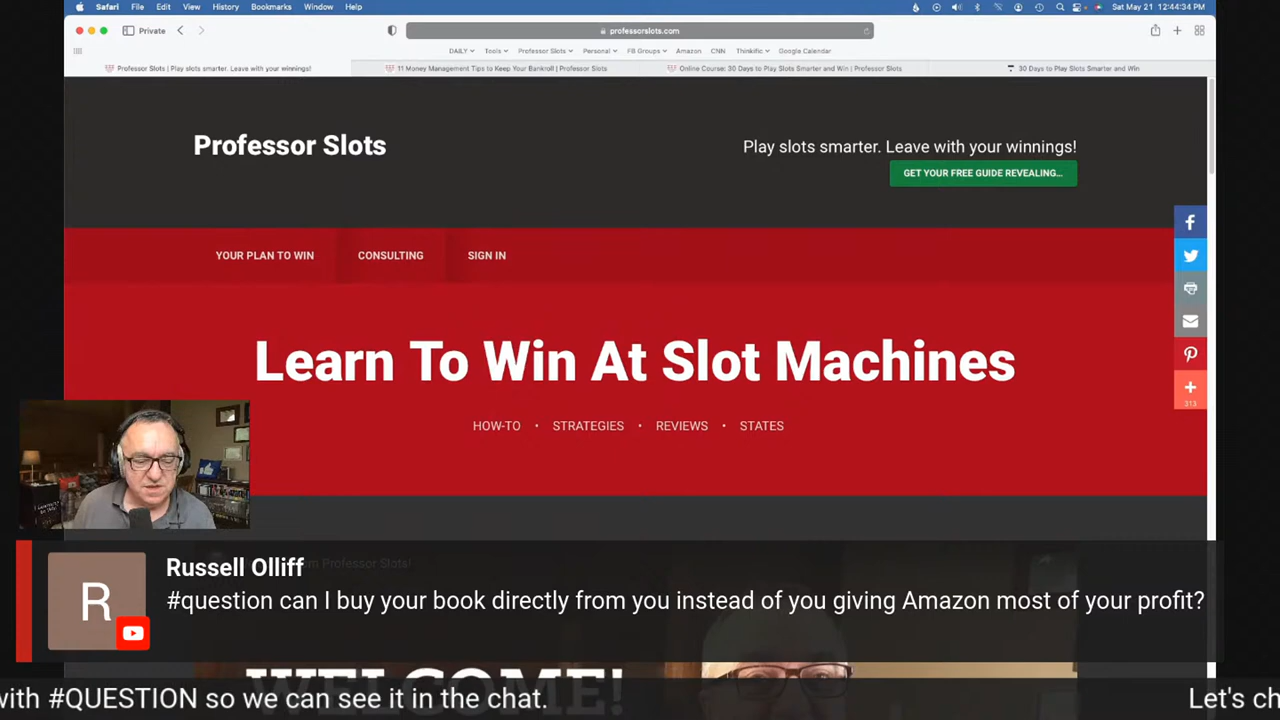 Safari File Edit View History Bookmarks Window Help
Sat May 21 12:44:34 PM
Private
professorslots.com
DAILY Tools Professor Slots Personal FB Groups Amazon CNN Thinkific Google Calendar
Professor Slots | Play slots smarter. Leave with your winnings!
11 Money Management Tips to Keep Your Bankroll | Professor Slots
Online Course: 30 Days to Play Slots Smarter and Win | Professor Slots
30 Days to Play Slots Smarter and Win
Professor Slots
Play slots smarter. Leave with your winnings!
GET YOUR FREE GUIDE REVEALING...
YOUR PLAN TO WIN
CONSULTING
SIGN IN
Learn To Win At Slot Machines
HOW-TO • STRATEGIES • REVIEWS • STATES
313
Professor Slots!
R
Russell Olliff
#question can I buy your book directly from you instead of you giving Amazon most of your profit?
WELCOME!
with #QUESTION so we can see it in the chat.
Let's ch